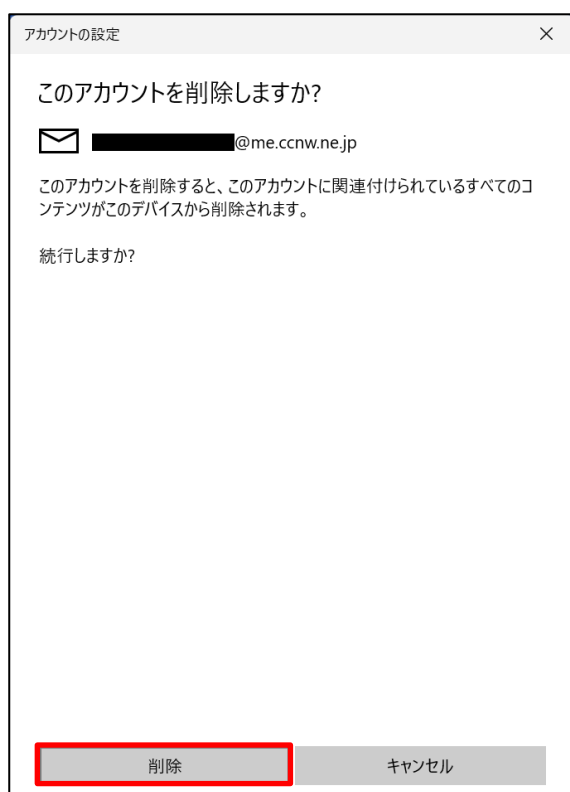 アカウントの設定
このアカウントを削除しますか?
@me.ccnw.ne.jp
このアカウントを削除すると、このアカウントに関連付けられているすべてのコ
ンテンツがこのデバイスから削除されます。
続行しますか?
削除
キャンセル